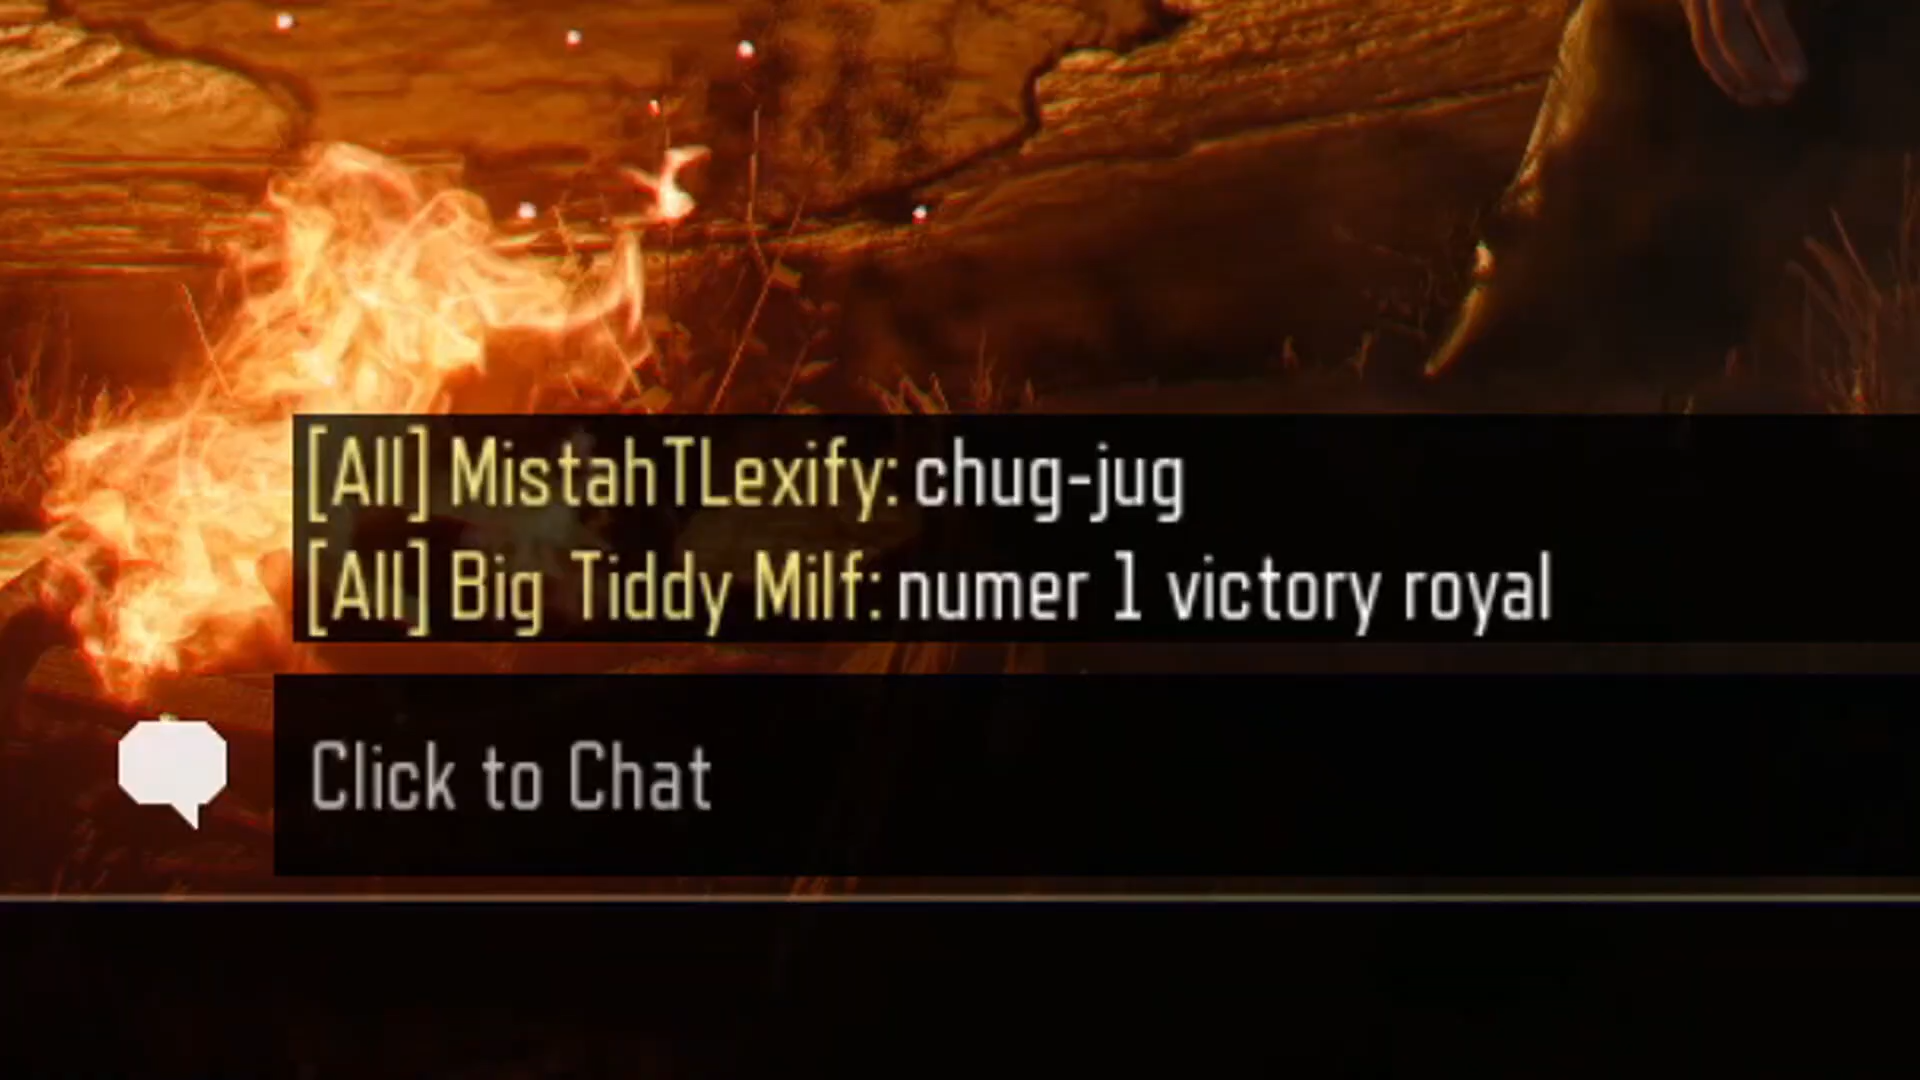 [All] MistahTLexify: chug-jug
[All] Big Tiddy Milf: numer 1 victory royal
Click to Chat